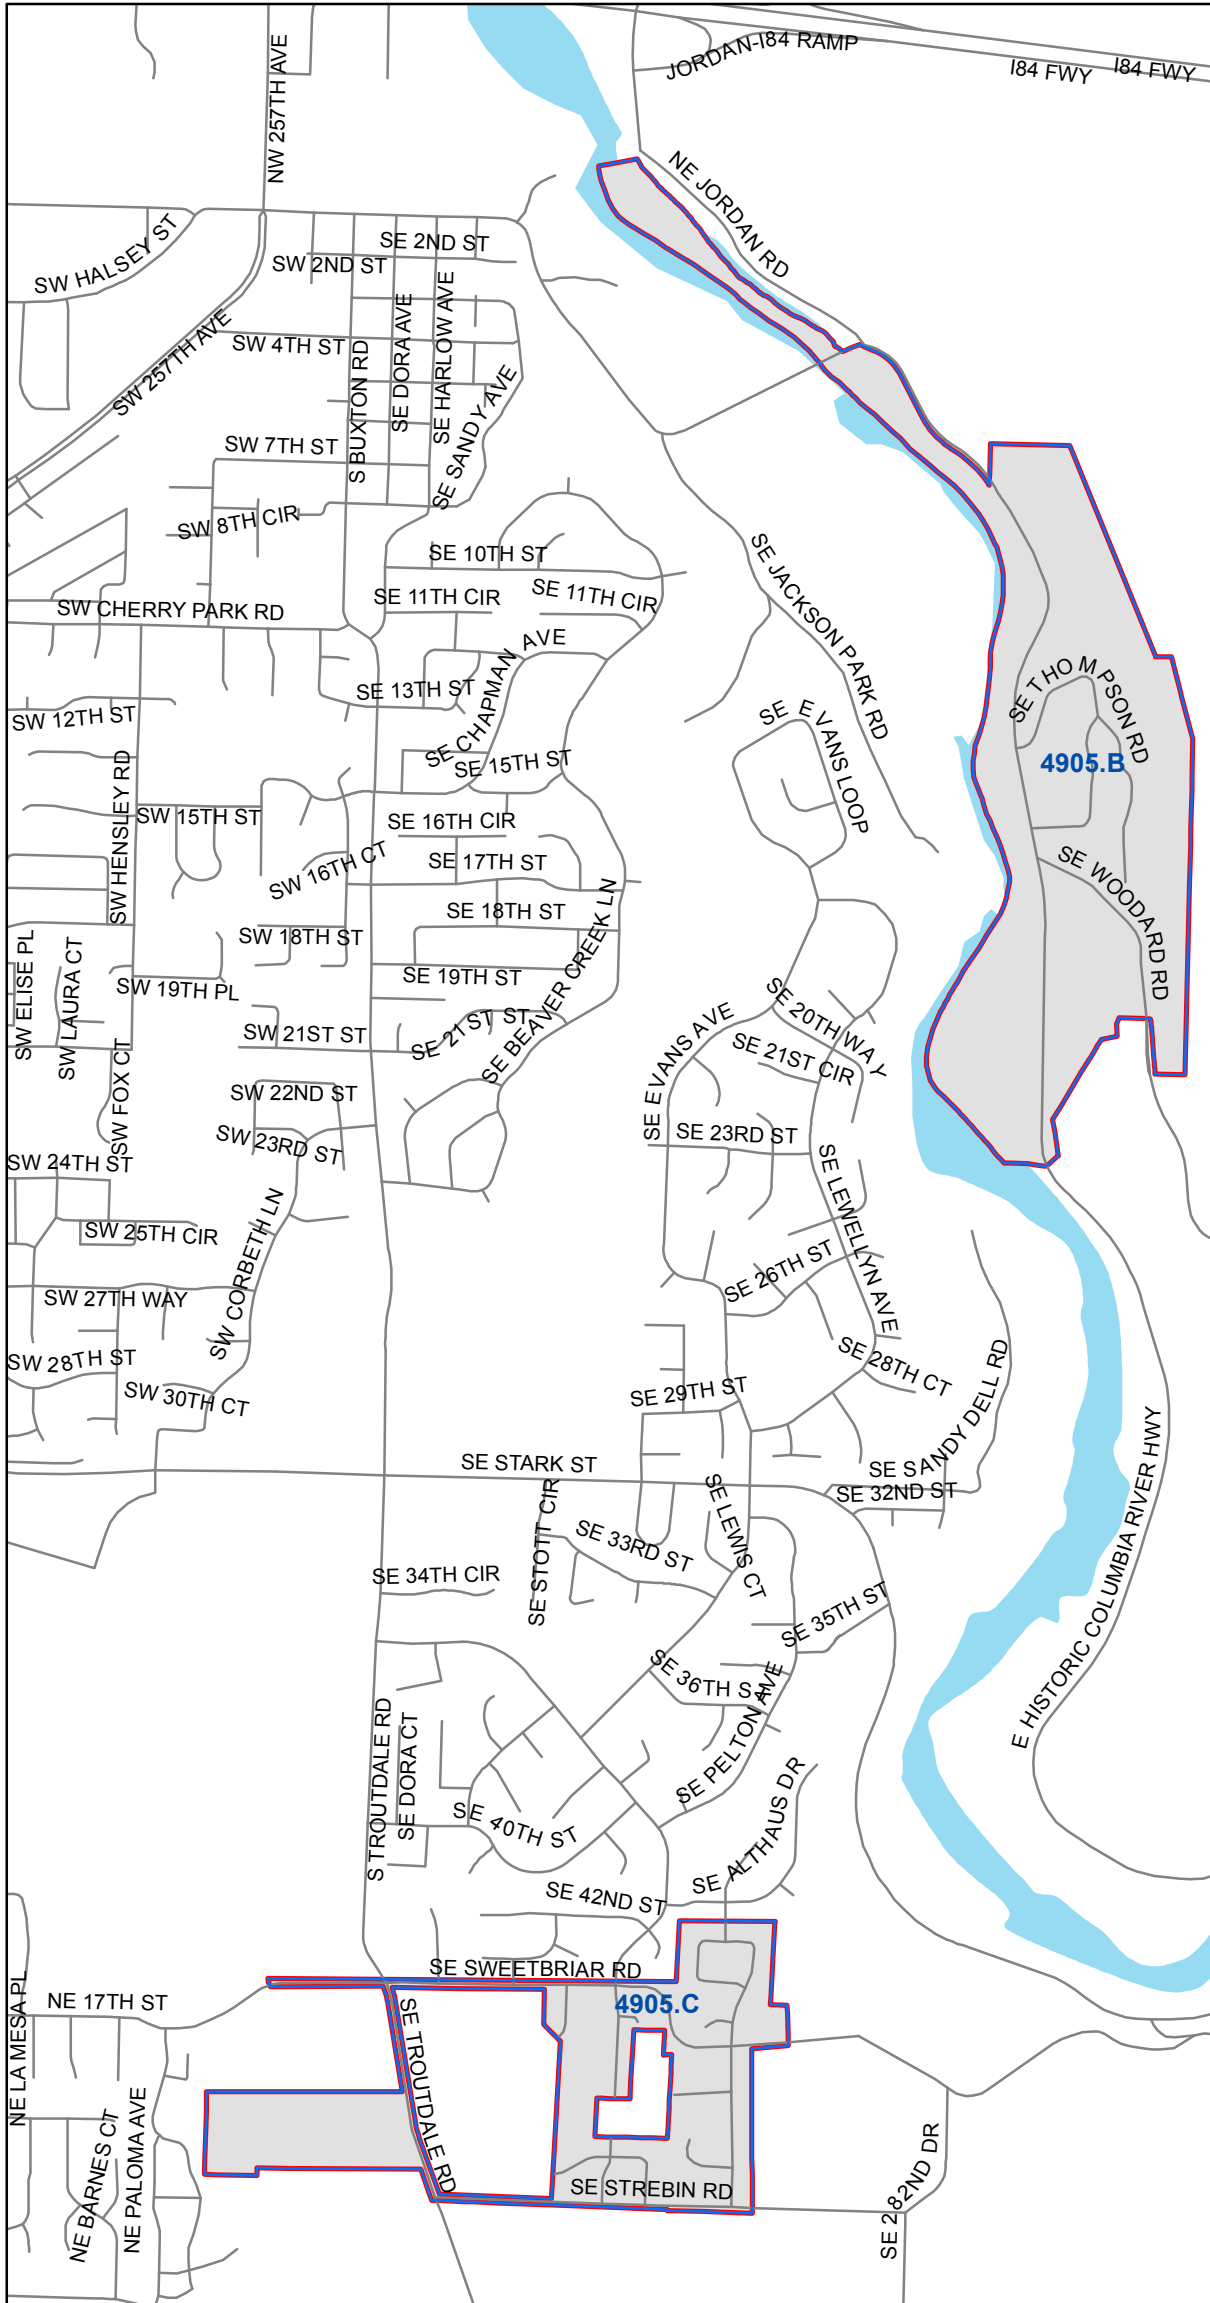 JORDAN-I84 RAMP
I84 FWY
I84 FWY
NW 257TH AVE
NE JORDAN RD
SW HALSEY ST
SE 2ND ST
SW 2ND ST
SW 257TH AVE
SW 4TH ST
S BUXTON RD
SE DORA AVE
SE HARLOW AVE
SE SANDY AVE
SW 7TH ST
SW 8TH CIR
SE 10TH ST
SE 11TH CIR
SE 11TH CIR
SW CHERRY PARK RD
SE JACKSON PARK RD
SE CHAPMAN AVE
SE 13TH ST
SW 12TH ST
SE THOMPSON RD
SE EVANS LOOP
4905.B
SE 15TH ST
SW HENSLEY RD
SW 15TH ST
SE 16TH CIR
SW 16TH CT
SE 17TH ST
SE WOODARD RD
SE 18TH ST
SW 18TH ST
SE BEAVER CREEK LN
SW ELISE PL
SW LAURA CT
SE 19TH ST
SW 19TH PL
SW 21ST ST
SE 21ST ST
SE 20TH WAY
SE EVANS AVE
SE 21ST CIR
SW FOX CT
SW 22ND ST
SW 23RD ST
SE 23RD ST
SW 24TH ST
SE LEWELLYN AVE
SW 25TH CIR
SW CORBETH LN
SE 26TH ST
SW 27TH WAY
SW 28TH ST
SE 28TH CT
SW 30TH CT
SE 29TH ST
SE SANDY DELL RD
SE STARK ST
SE 32ND ST
E HISTORIC COLUMBIA RIVER HWY
SE STOTT CIR
SE LEWIS CT
SE 33RD ST
SE 34TH CIR
SE 35TH ST
SE 36TH ST
SE PELTON AVE
S TROUTDALE RD
SE DORA CT
SE 40TH ST
SE ALTHAUS DR
SE 42ND ST
SE SWEETBRIAR RD
4905.C
NE LA MESA PL
NE 17TH ST
SE TROUTDALE RD
NE BARNES CT
NE PALOMA AVE
SE STREBIN RD
SE 282ND DR